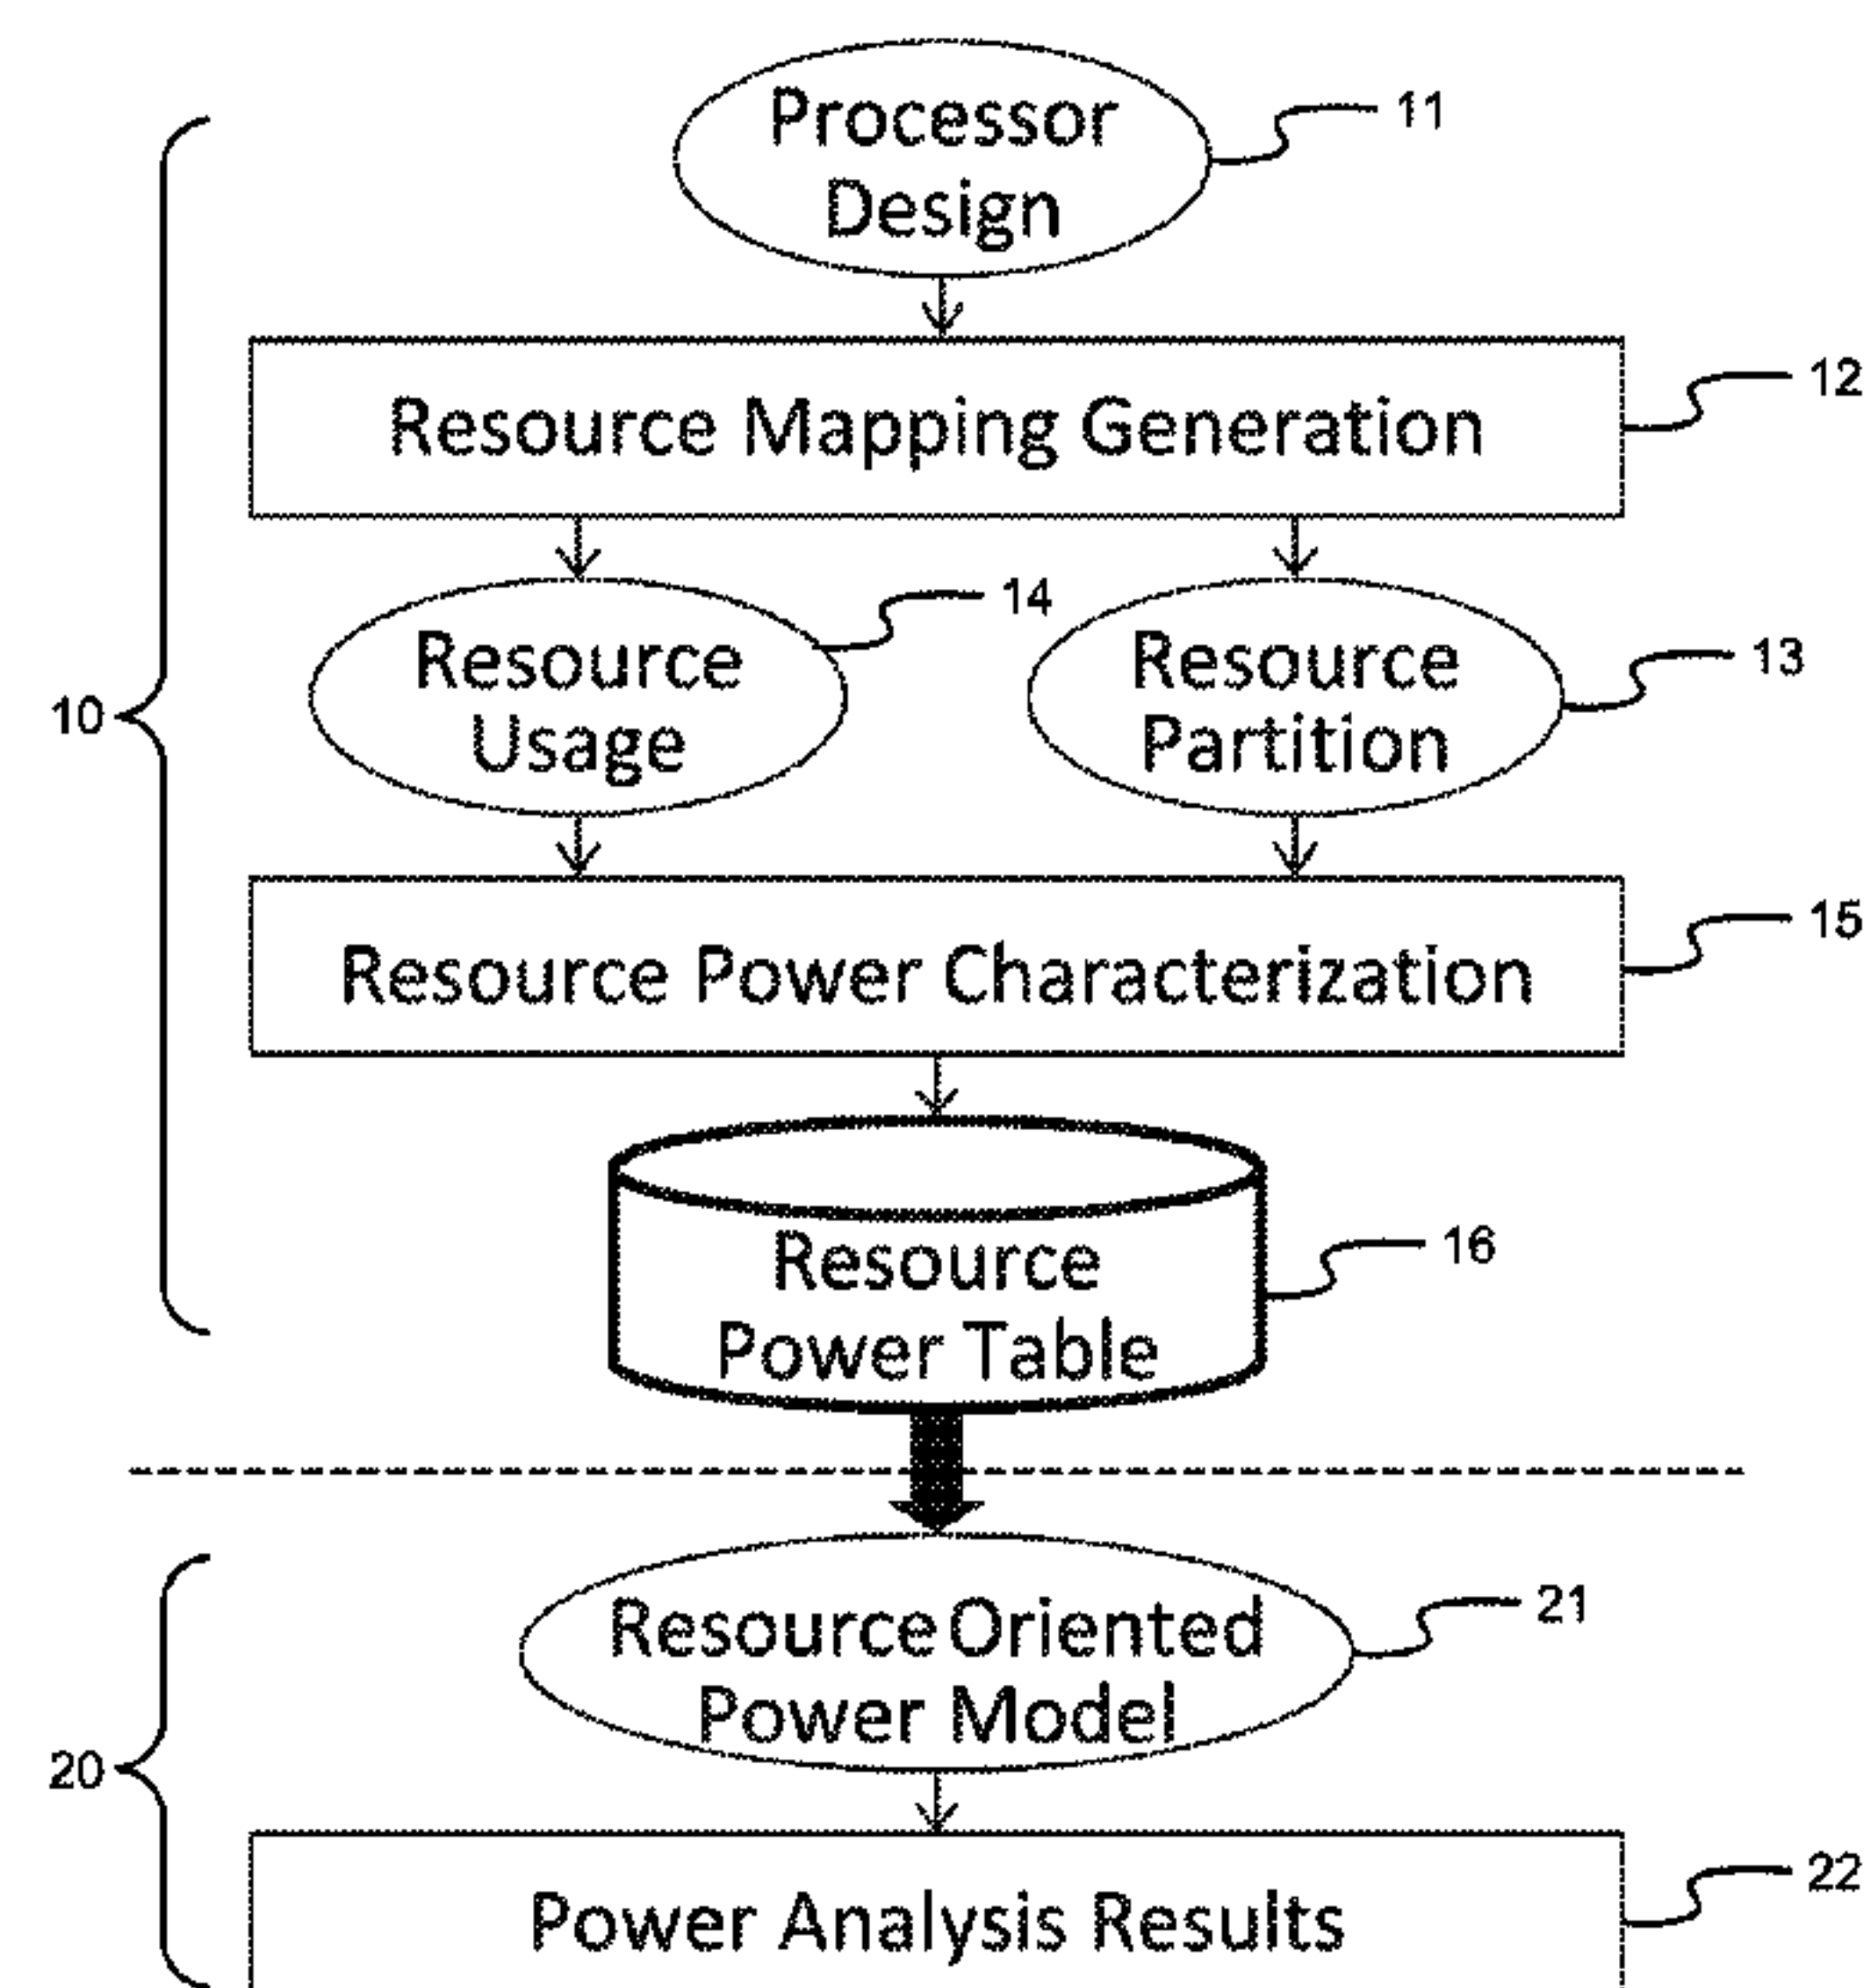 Processor
Design
11
Resource Mapping Generation
12
Resource
Usage
14
Resource
Partition
13
10
Resource Power Characterization
15
Resource
Power Table
16
Resource Oriented
Power Model
21
20
Power Analysis Results
22